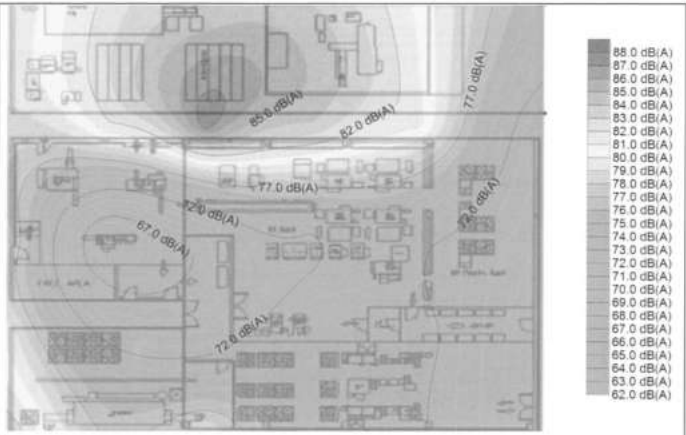 85.0 dB(A)
82.0 dB(A)
77.0 dB(A)
77.0 dB(A)
72.0 dB(A)
72.0 dB(A)
67.0 dB(A)
72.0 dB(A)
88.0 dB(A)
87.0 dB(A)
86.0 dB(A)
85.0 dB(A)
84.0 dB(A)
83.0 dB(A)
82.0 dB(A)
81.0 dB(A)
80.0 dB(A)
79.0 dB(A)
78.0 dB(A)
77.0 dB(A)
76.0 dB(A)
75.0 dB(A)
74.0 dB(A)
73.0 dB(A)
72.0 dB(A)
71.0 dB(A)
70.0 dB(A)
69.0 dB(A)
68.0 dB(A)
67.0 dB(A)
66.0 dB(A)
65.0 dB(A)
64.0 dB(A)
63.0 dB(A)
62.0 dB(A)